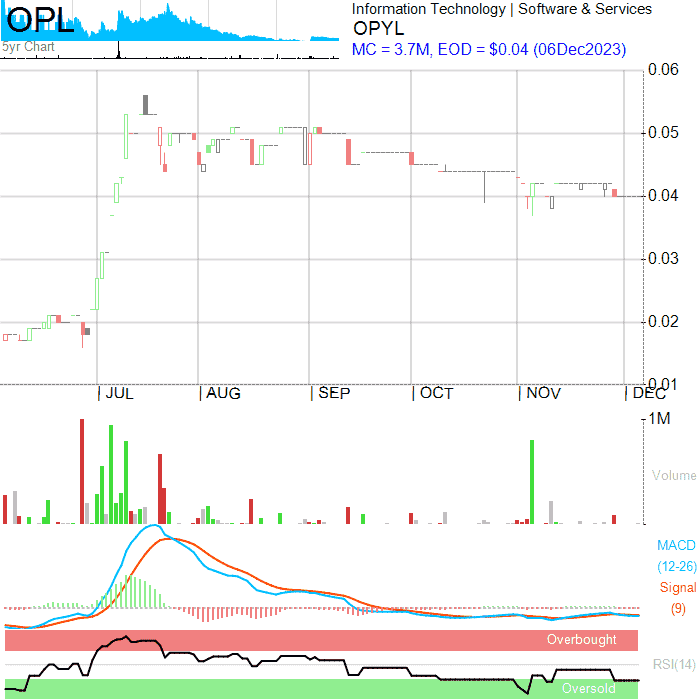 OPL
5yr Chart
Information Technology | Software & Services
OPYL
MC = 3.7M, EOD = $0.04 (06Dec2023)
0.06
0.05
0.04
0.03
0.02
0.01
| JUL | AUG | SEP | OCT | NOV | DEC
1M
Volume
MACD
(12-26)
Signal
(9)
Overbought
RSI(14)
Oversold